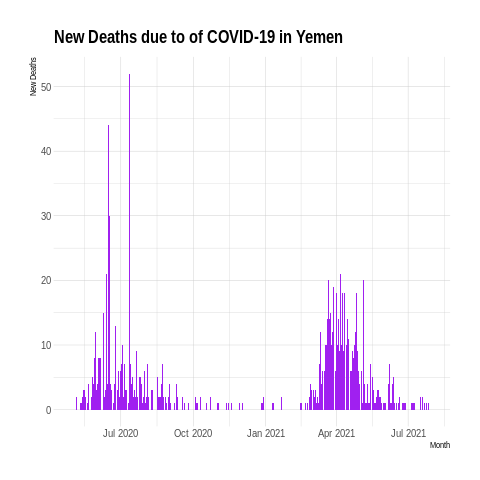 New Deaths due to of COVID-19 in Yemen
New Deaths
50
40
30
20
10
0
Jul 2020 Oct 2020 Jan 2021 Apr 2021 Jul 2021
Month